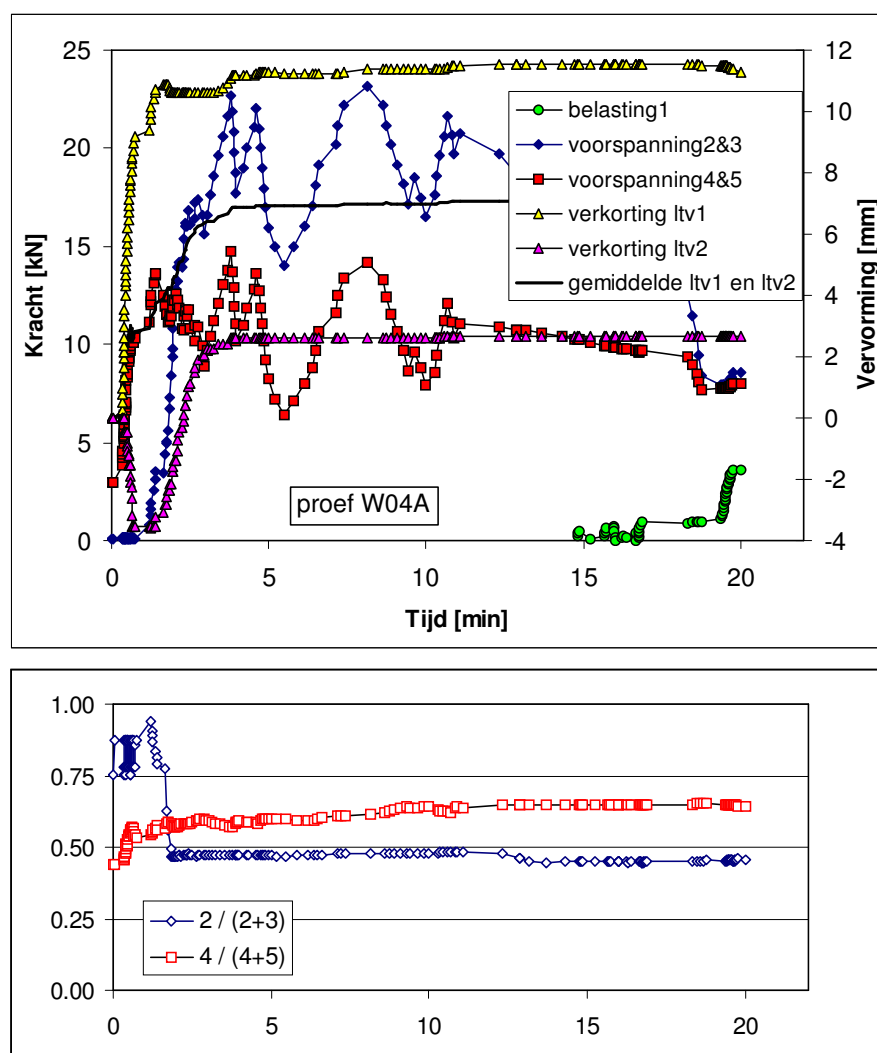 25
20
15
10
5
0
Kracht [kN]
12
10
8
6
4
2
0
-2
-4
Vervorming [mm]
belasting1
voorspanning2&3
voorspanning4&5
verkorting ltv1
verkorting ltv2
gemiddelde ltv1 en ltv2
proef W04A
0
5
10
15
20
Tijd [min]
1.00
0.75
0.50
0.25
0.00
2 / (2+3)
4 / (4+5)
0
5
10
15
20